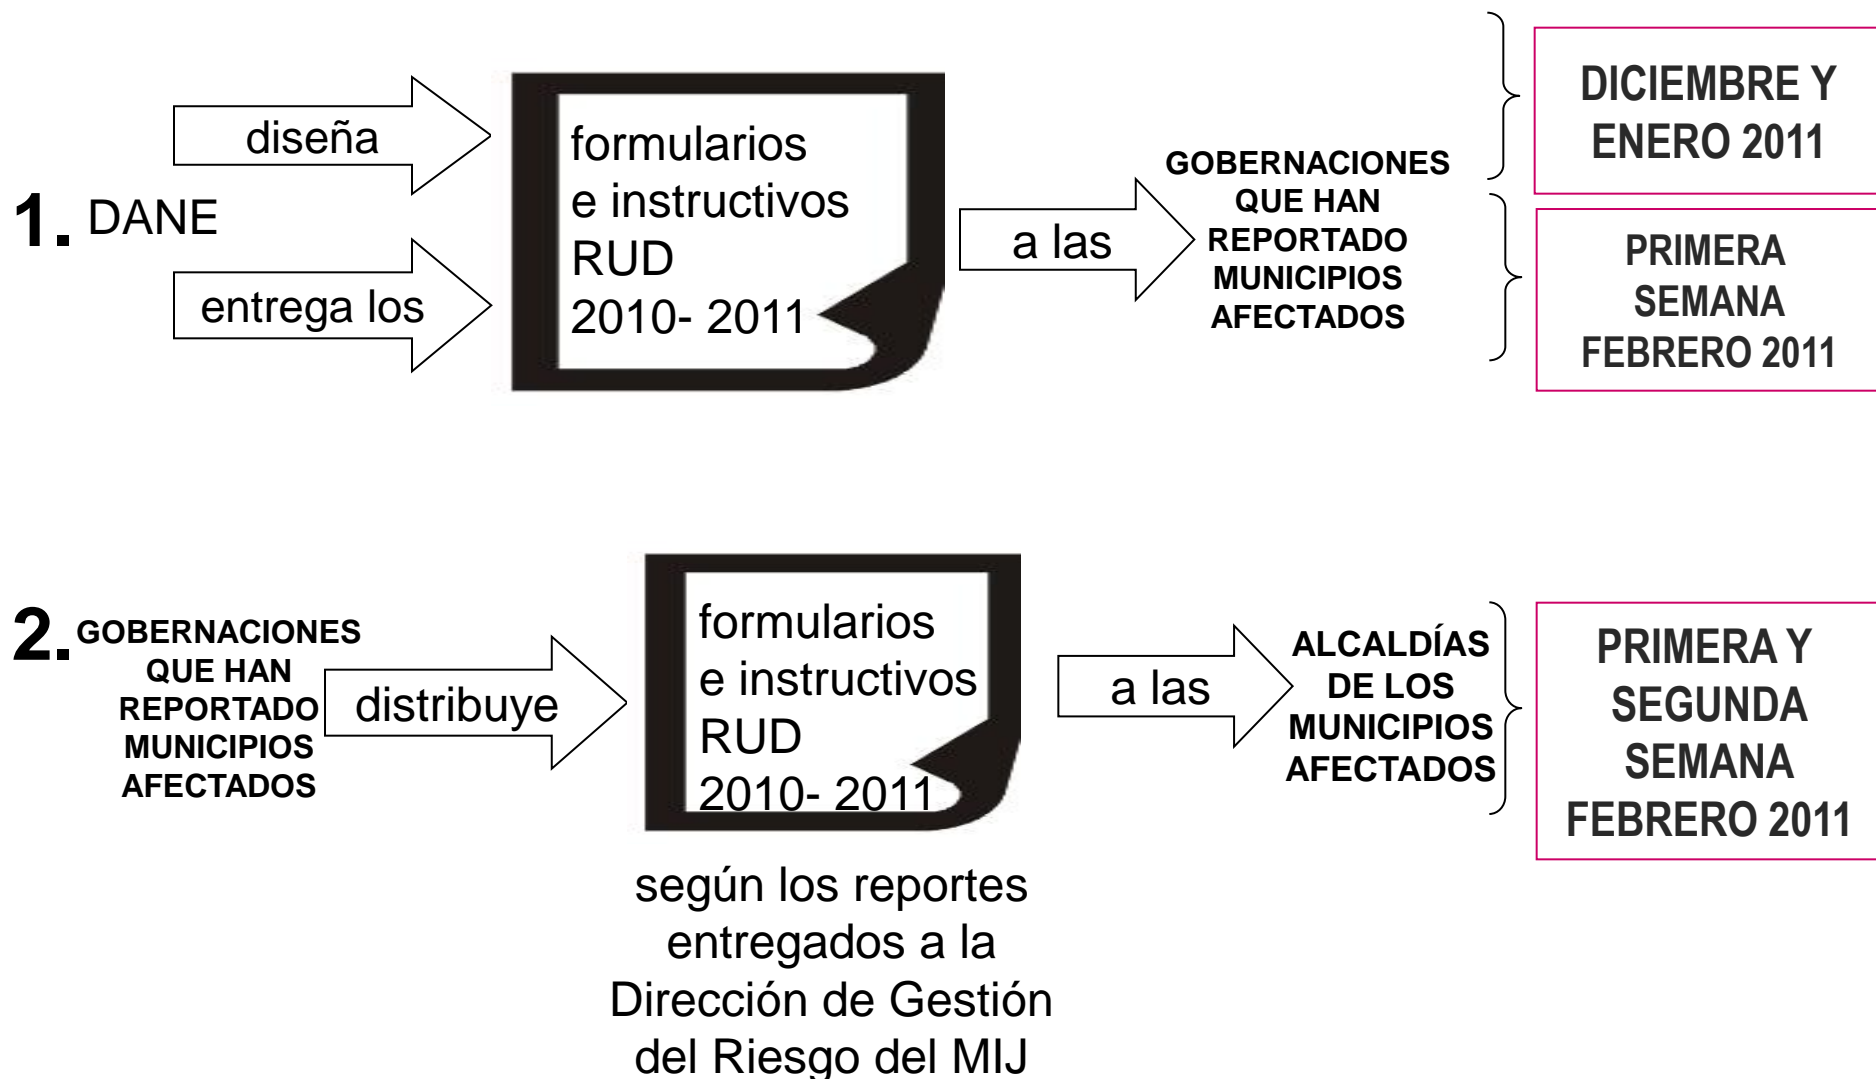 1. DANE
diseña
entrega los
formularios
e instructivos
RUD
2010- 2011
a las
GOBERNACIONES
QUE HAN
REPORTADO
MUNICIPIOS
AFECTADOS
DICIEMBRE Y
ENERO 2011
PRIMERA
SEMANA
FEBRERO 2011
2. GOBERNACIONES
QUE HAN
REPORTADO
MUNICIPIOS
AFECTADOS
distribuye
formularios
e instructivos
RUD
2010- 2011
según los reportes
entregados a la
Dirección de Gestión
del Riesgo del MIJ
a las
ALCALDÍAS
DE LOS
MUNICIPIOS
AFECTADOS
PRIMERA Y
SEGUNDA
SEMANA
FEBRERO 2011